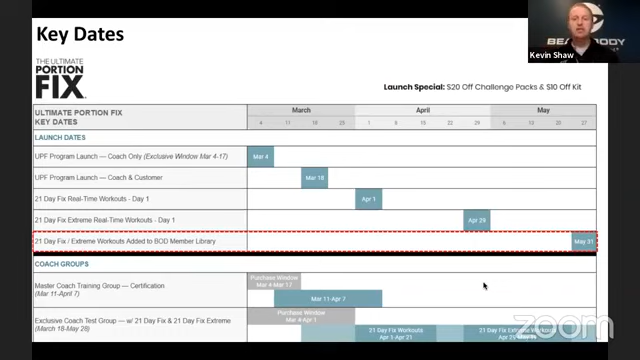 Key Dates
Kevin Shaw
THE ULTIMATE
PORTION
FIX.
Launch Special: $20 Off Challenge Packs & $10 Off Kit
ULTIMATE PORTION FIX
KEY DATES
March April May
4 11 18 25 1 8 15 22 29 6 13 20 27
LAUNCH DATES
UPF Program Launch — Coach Only (Exclusive Window Mar 4-17) Mar 4
UPF Program Launch — Coach & Customer Mar 18
21 Day Fix Real-Time Workouts - Day 1 Apr 1
21 Day Fix Extreme Real-Time Workouts - Day 1 Apr 29
21 Day Fix / Extreme Workouts Added to BOD Member Library May 31
COACH GROUPS
Purchase Window
Mar 4-Mar 17
Master Coach Training Group — Certification
(Mar 11-April 7)
Mar 11-Apr 7
Purchase Window
Mar 4-Apr 1
Exclusive Coach Test Group — w/ 21 Day Fix & 21 Day Fix Extreme
(March 18-May 28)
21 Day Fix Workouts
Apr 1-Apr 21
21 Day Fix Extreme
zoom